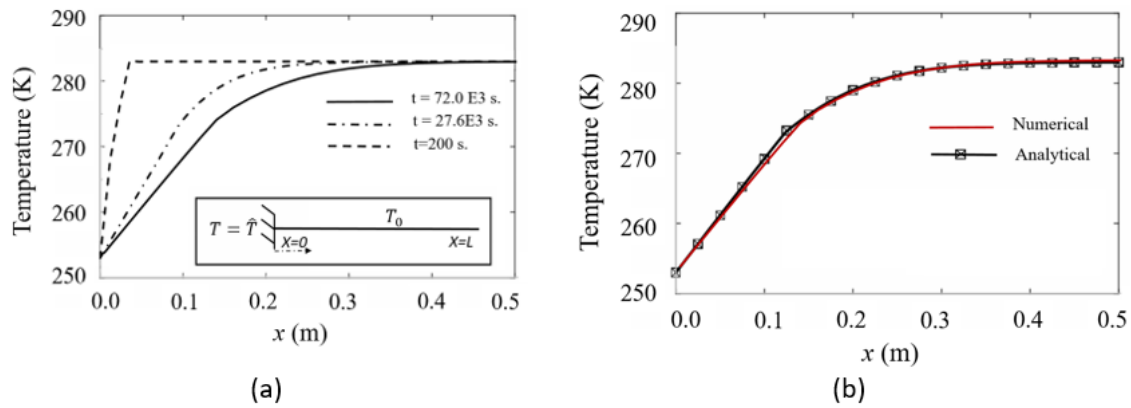 290
280
270
260
250
Temperature (K)
t = 72.0 E3 s.
t = 27.6E3 s.
t=200 s.
T = T̂
T₀
X=0
X=L
0.0 0.1 0.2 0.3 0.4 0.5
x (m)
(a)
290
280
270
260
250
Temperature (K)
Numerical
Analytical
0.0 0.1 0.2 0.3 0.4 0.5
x (m)
(b)